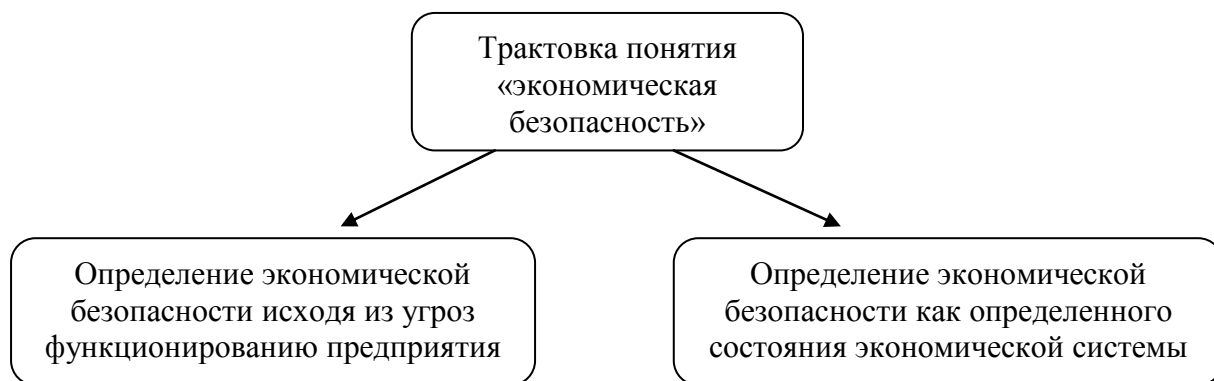 Трактовка понятия
«экономическая
безопасность»
Определение экономической
безопасности исходя из угроз
функционированию предприятия
Определение экономической
безопасности как определенного
состояния экономической системы